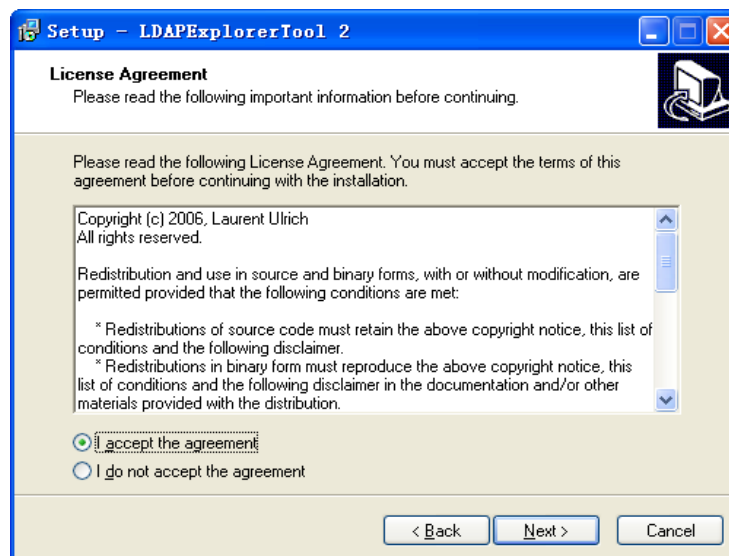 Setup - LDAPExplorerTool 2
License Agreement
Please read the following important information before continuing.
Please read the following License Agreement. You must accept the terms of this
agreement before continuing with the installation.
Copyright (c) 2006, Laurent Ulrich
All rights reserved.
Redistribution and use in source and binary forms, with or without modification, are
permitted provided that the following conditions are met:
* Redistributions of source code must retain the above copyright notice, this list of
conditions and the following disclaimer.
* Redistributions in binary form must reproduce the above copyright notice, this
list of conditions and the following disclaimer in the documentation and/or other
materials provided with the distribution.
I accept the agreement
I do not accept the agreement
< Back Next > Cancel